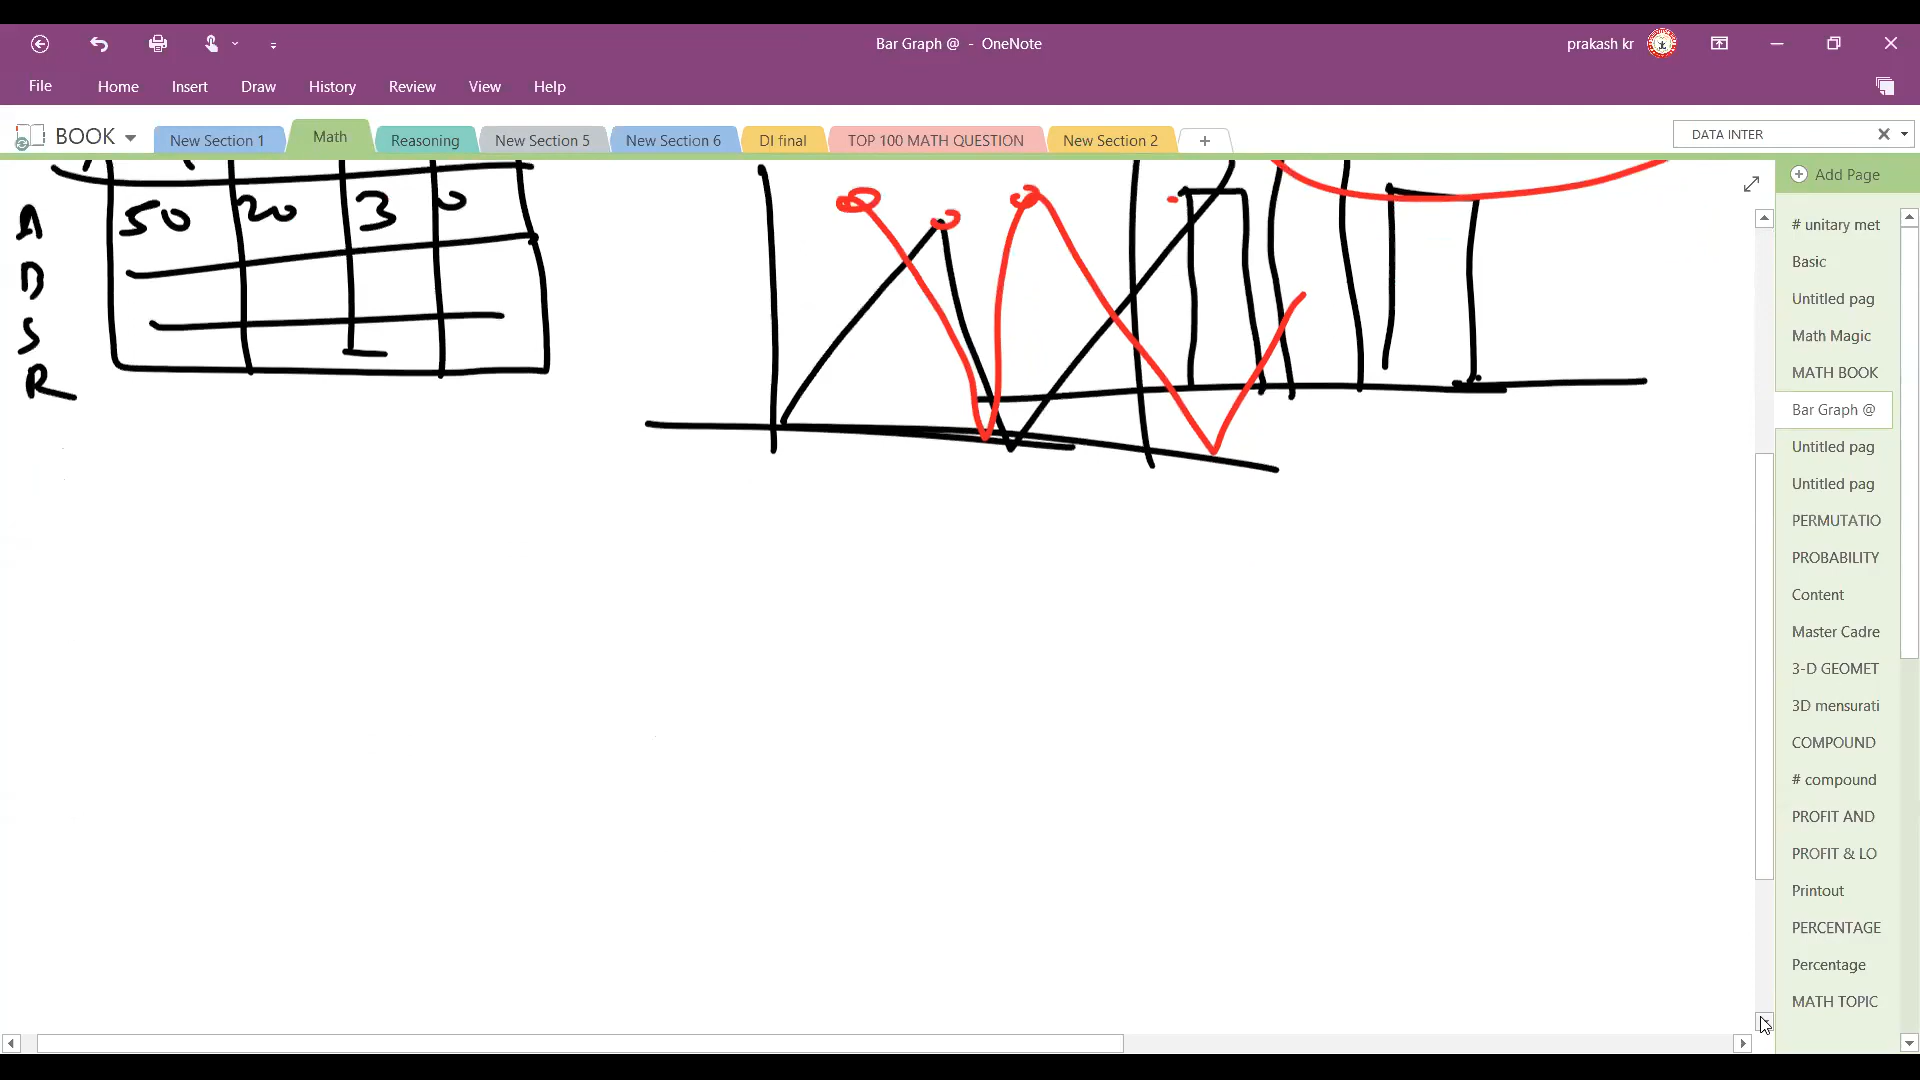 Bar Graph @ - OneNote
prakash kr
File Home Insert Draw History Review View Help
BOOK
New Section 1
Math
Reasoning
New Section 5
New Section 6
DI final
TOP 100 MATH QUESTION
New Section 2
DATA INTER
50 20 3 0
A
B
S
R
Add Page
# unitary met
Basic
Untitled pag
Math Magic
MATH BOOK
Bar Graph @
Untitled pag
Untitled pag
PERMUTATIO
PROBABILITY
Content
Master Cadre
3-D GEOMET
3D mensurati
COMPOUND
# compound
PROFIT AND
PROFIT & LO
Printout
PERCENTAGE
Percentage
MATH TOPIC